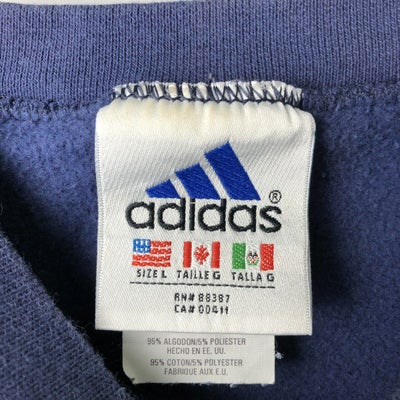 adidas®
SIZE L TAILLE G TALLA G
RN# 88387
CA# 00411
95% ALGODON/5% POLIESTER
HECHO EN EE. UU.
95% COTON/5% POLYESTER
FABRIQUE AUX E.U.